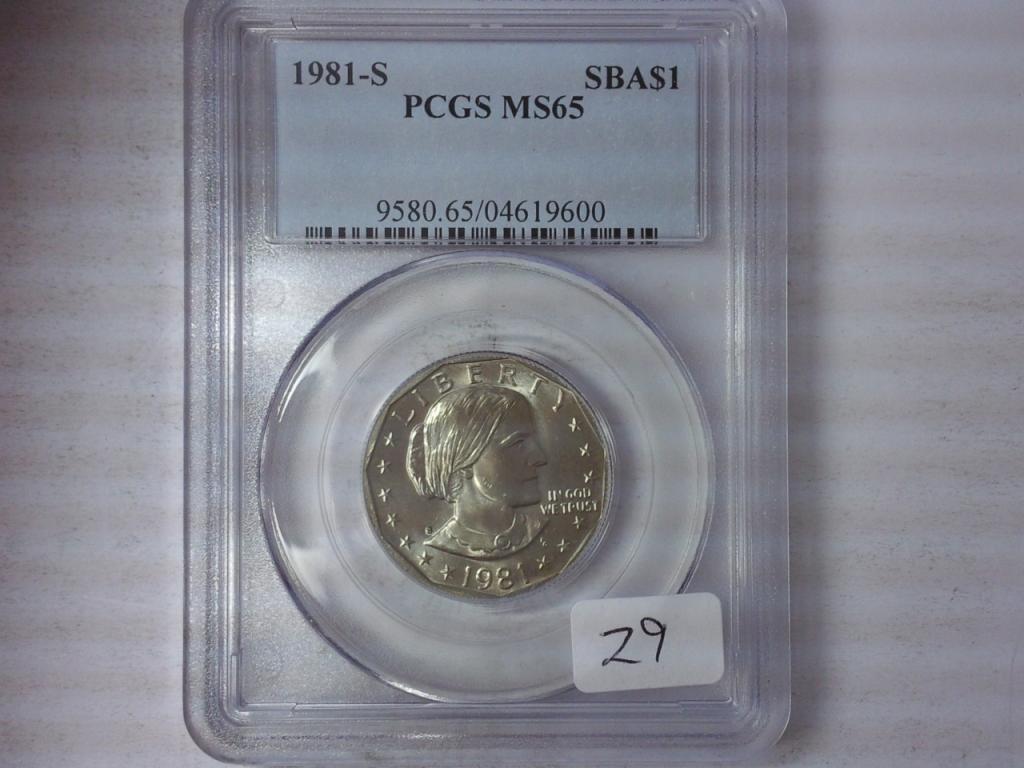 1981-S SBA$1
PCGS MS65
9580.65/04619600
LIBERTY
IN GOD
WE TRUST
S
1981
29